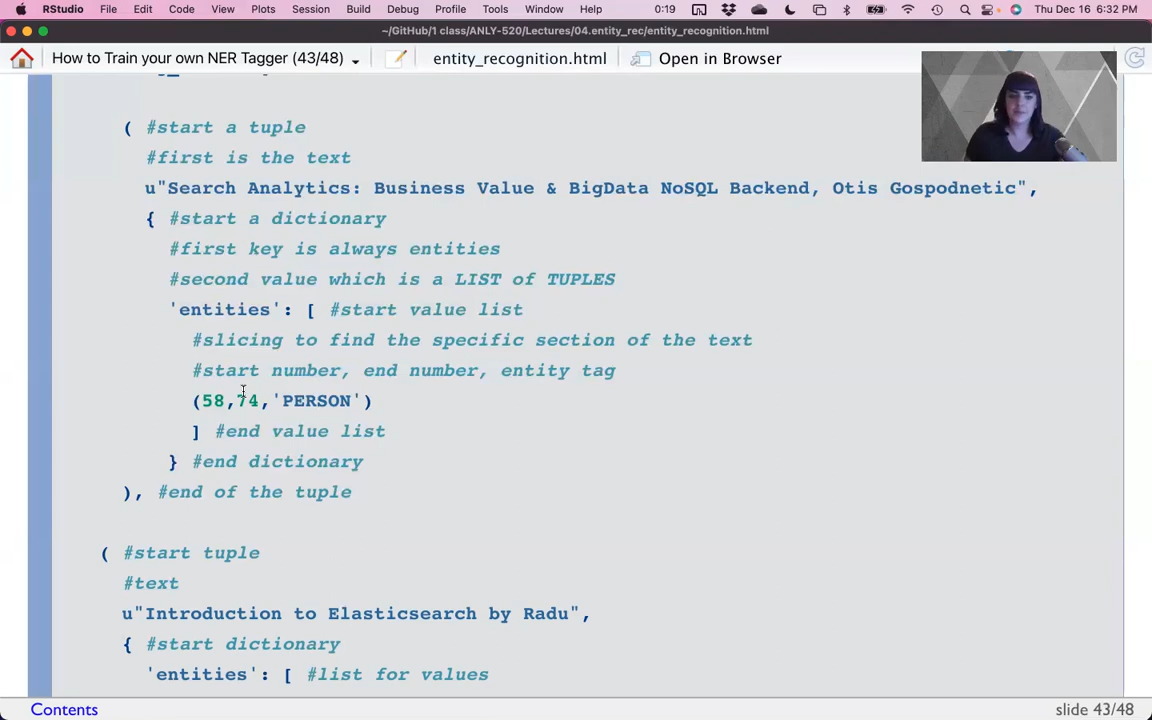 RStudio File Edit Code View Plots Session Build Debug Profile Tools Window Help 0:19 Thu Dec 16 6:32 PM
~/GitHub/1 class/ANLY-520/Lectures/04.entity_rec/entity_recognition.html
How to Train your own NER Tagger (43/48) entity_recognition.html Open in Browser
( #start a tuple
#first is the text
u"Search Analytics: Business Value & BigData NoSQL Backend, Otis Gospodnetic",
{ #start a dictionary
#first key is always entities
#second value which is a LIST of TUPLES
'entities': [ #start value list
#slicing to find the specific section of the text
#start number, end number, entity tag
(58,74,'PERSON')
] #end value list
} #end dictionary
), #end of the tuple
( #start tuple
#text
u"Introduction to Elasticsearch by Radu",
{ #start dictionary
'entities': [ #list for values
Contents slide 43/48